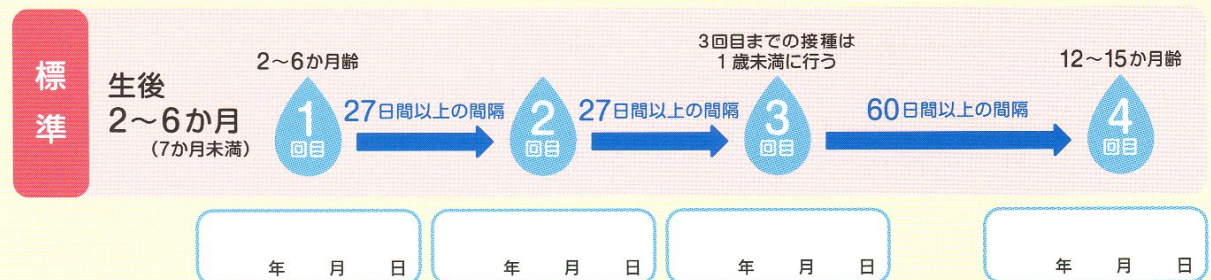 標準
生後
2～6か月
(7か月未満)
2～6か月齢
1
回目
27日間以上の間隔
2
回目
27日間以上の間隔
3回目までの接種は
1歳未満に行う
3
回目
60日間以上の間隔
12～15か月齢
4
回目
年 月 日
年 月 日
年 月 日
年 月 日